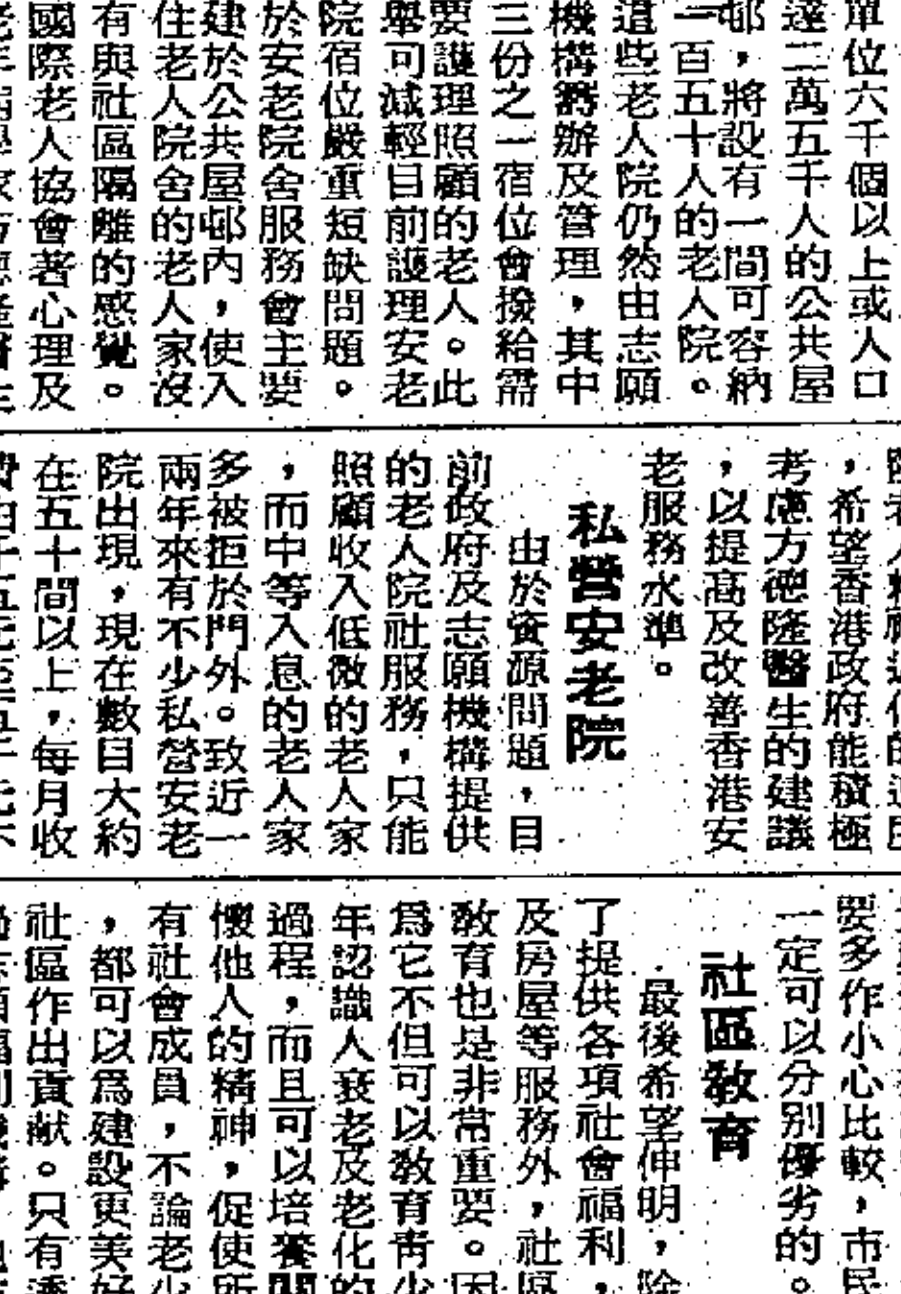 單位六千個以上或人口
達二萬五千人的公共屋
邨，將設有一間可容納
一百五十人的老人院。
這些老人院仍然由志願
機構籌辦及管理，其中
三份之一宿位會撥給需
要護理照顧的老人。此
舉可減輕目前護理安老
院宿位嚴重短缺問題。
於安老院舍服務會主要
建於公共屋邨內，使入
住老人院舍的老人家沒
有與社區隔離的感覺。
國際老人協會著心理及
，希望香港政府能積極
考慮方德隆醫生的建議
，以提高及改善香港安
老服務水準。
私營安老院
由於資源問題，目
前政府及志願機構提供
的老人院社服務，只能
照顧收入低微的老人家
，而中等入息的老人家
多被拒於門外。致近一
兩年來有不少私營安老
院出現，現在數目大約
在五十間以上，每月收
要多作小心比較，市民
一定可以分別優劣的。
社區教育
最後希望伸明，除
了提供各項社會福利，
及房屋等服務外，社區
教育也是非常重要。因
爲它不但可以教育青少
年認識人衰老及老化的
過程，而且可以培養關
懷他人的精神，促使所
有社會成員，不論老少
，都可以爲建設更美好
社區作出貢献。只有透